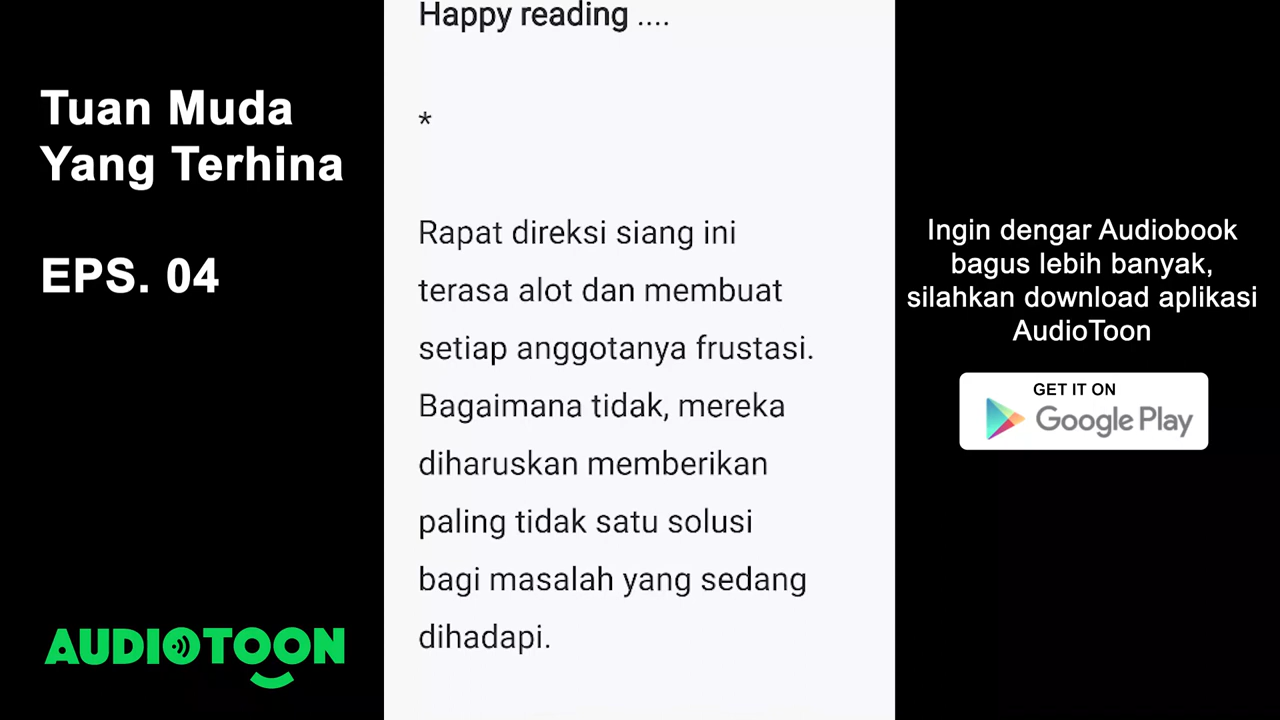 Tuan Muda
Yang Terhina
EPS. 04
AUDIOTOON
Happy reading ....
*
Rapat direksi siang ini
terasa alot dan membuat
setiap anggotanya frustasi.
Bagaimana tidak, mereka
diharuskan memberikan
paling tidak satu solusi
bagi masalah yang sedang
dihadapi.
Ingin dengar Audiobook
bagus lebih banyak,
silahkan download aplikasi
AudioToon
GET IT ON
Google Play